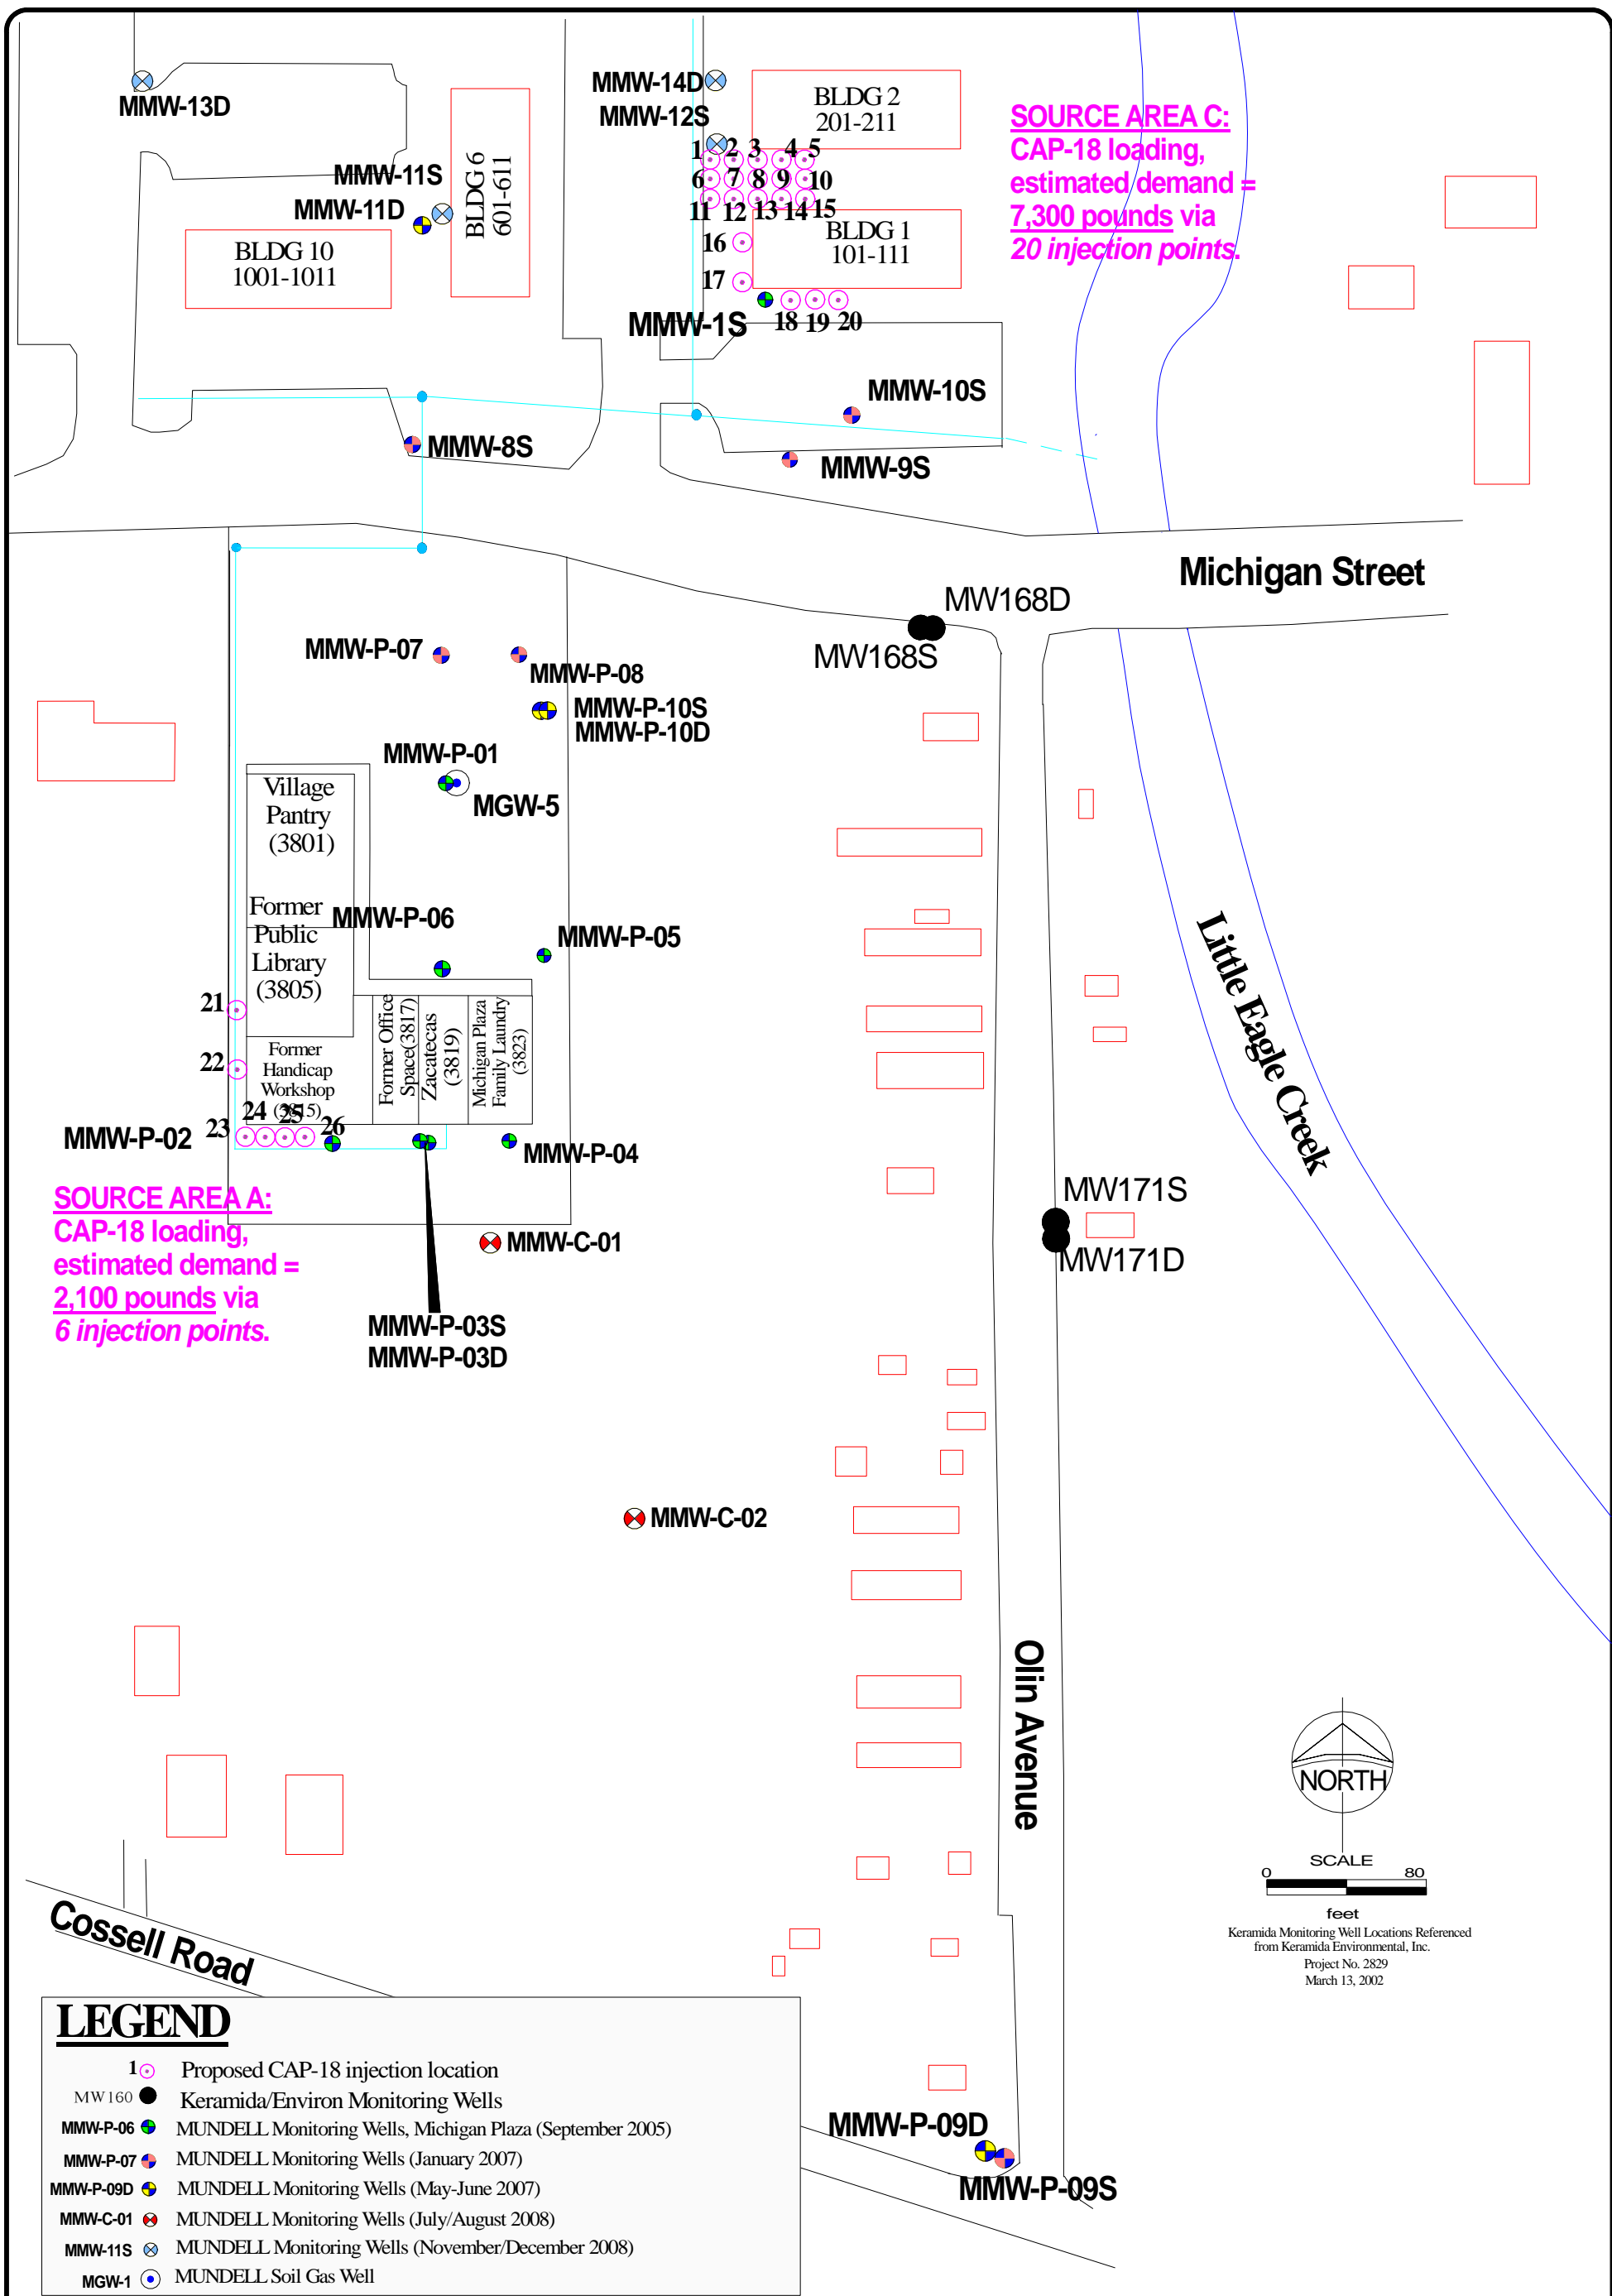 MMW-13D
MMW-14D
MMW-12S
BLDG 2
201-211
SOURCE AREA C:
CAP-18 loading,
estimated demand =
7,300 pounds via
20 injection points.
1 2 3 4 5
6 7 8 9 10
11 12 13 14 15
MMW-11S
MMW-11D
BLDG 6
601-611
BLDG 10
1001-1011
BLDG 1
101-111
16
17
MMW-1S
18 19 20
MMW-10S
MMW-8S
MMW-9S
Michigan Street
MW168D
MW168S
MMW-P-07
MMW-P-08
MMW-P-10S
MMW-P-10D
MMW-P-01
MGW-5
Village
Pantry
(3801)
Former
Public
Library
(3805)
MMW-P-06
MMW-P-05
Little Eagle Creek
21
22
Former
Handicap
Workshop
(3815)
Former Office
Space(3817)
Zacatecas
(3819)
Michigan Plaza
Family Laundry
(3823)
23 24 25 26
MMW-P-02
MMW-P-04
SOURCE AREA A:
CAP-18 loading,
estimated demand =
2,100 pounds via
6 injection points.
MMW-C-01
MW171S
MW171D
MMW-P-03S
MMW-P-03D
MMW-C-02
Olin Avenue
NORTH
SCALE
0 80
feet
Keramida Monitoring Well Locations Referenced
from Keramida Environmental, Inc.
Project No. 2829
March 13, 2002
Cossell Road
LEGEND
1 Proposed CAP-18 injection location
MW160 Keramida/Environ Monitoring Wells
MMW-P-06 MUNDELL Monitoring Wells, Michigan Plaza (September 2005)
MMW-P-07 MUNDELL Monitoring Wells (January 2007)
MMW-P-09D MUNDELL Monitoring Wells (May-June 2007)
MMW-C-01 MUNDELL Monitoring Wells (July/August 2008)
MMW-11S MUNDELL Monitoring Wells (November/December 2008)
MGW-1 MUNDELL Soil Gas Well
MMW-P-09D
MMW-P-09S